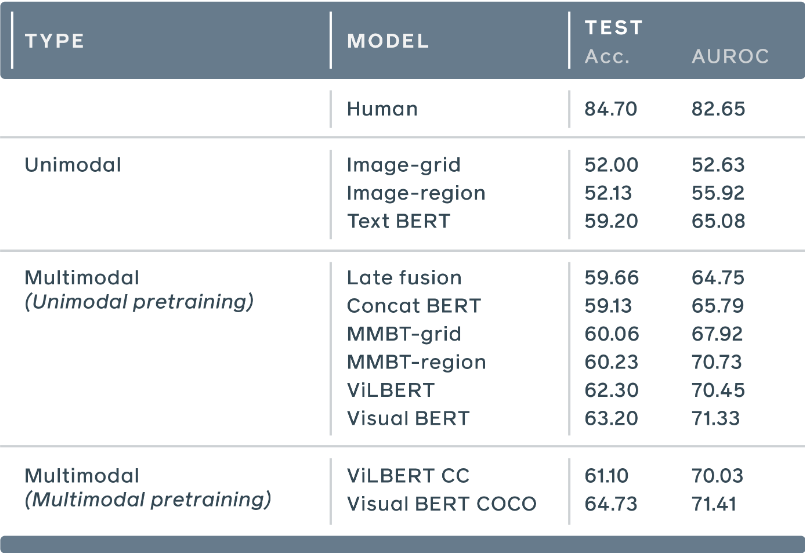 TYPE MODEL TEST
Acc. AUROC
Human 84.70 82.65
Unimodal Image-grid 52.00 52.63
Image-region 52.13 55.92
Text BERT 59.20 65.08
Multimodal Late fusion 59.66 64.75
(Unimodal pretraining) Concat BERT 59.13 65.79
MMBT-grid 60.06 67.92
MMBT-region 60.23 70.73
ViLBERT 62.30 70.45
Visual BERT 63.20 71.33
Multimodal ViLBERT CC 61.10 70.03
(Multimodal pretraining) Visual BERT COCO 64.73 71.41